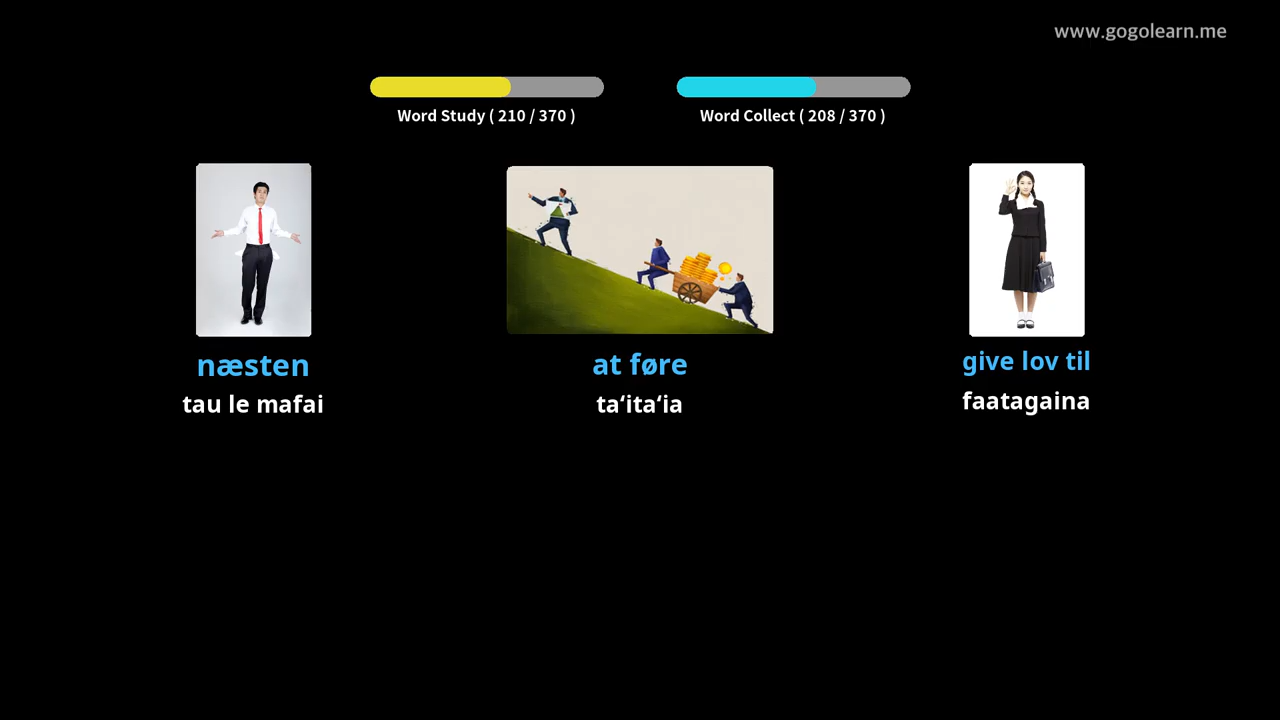 www.gogolearn.me
Word Study ( 210 / 370 )
Word Collect ( 208 / 370 )
næsten
tau le mafai
at føre
ta‘ita‘ia
give lov til
faatagaina